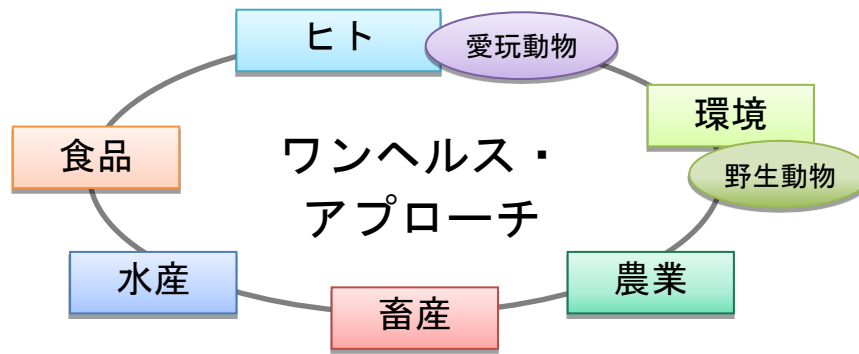 ヒト
愛玩動物
環境
野生動物
食品
ワンヘルス・
アプローチ
水産
畜産
農業